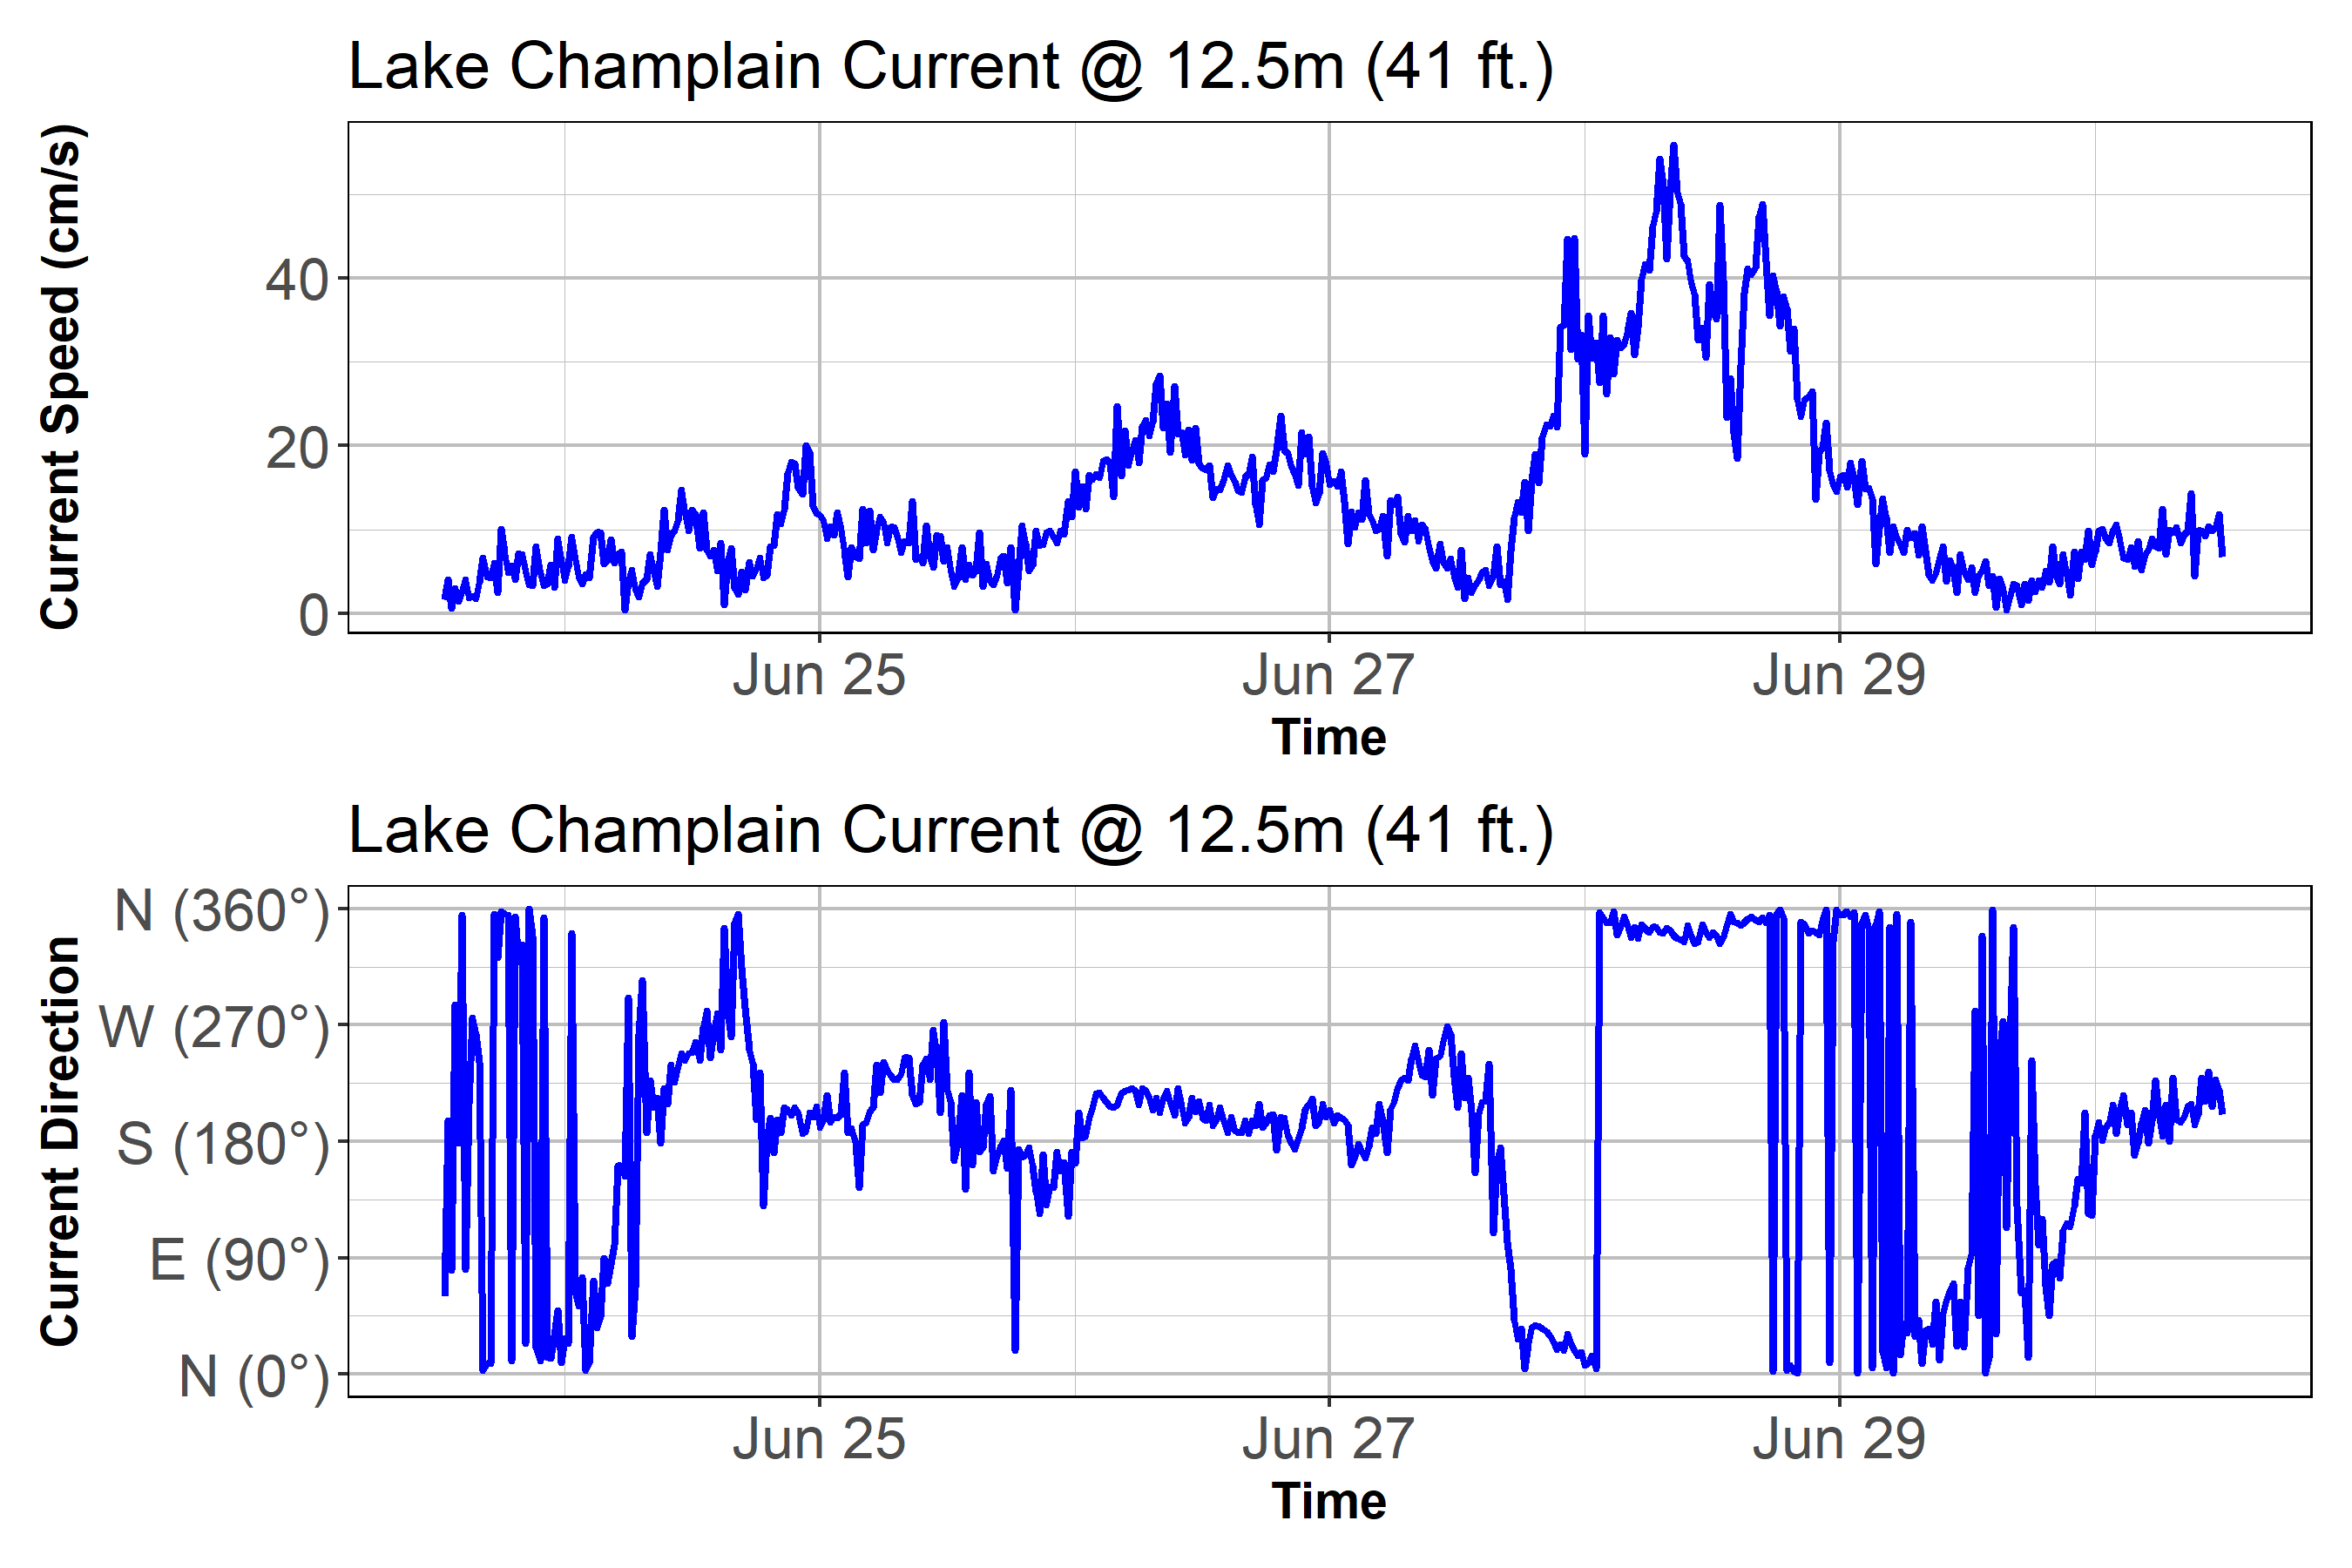 Lake Champlain Current @ 12.5m (41 ft.)
Current Speed (cm/s)
40
20
0
Jun 25
Jun 27
Jun 29
Time
Lake Champlain Current @ 12.5m (41 ft.)
Current Direction
N (360°)
W (270°)
S (180°)
E (90°)
N (0°)
Jun 25
Jun 27
Jun 29
Time